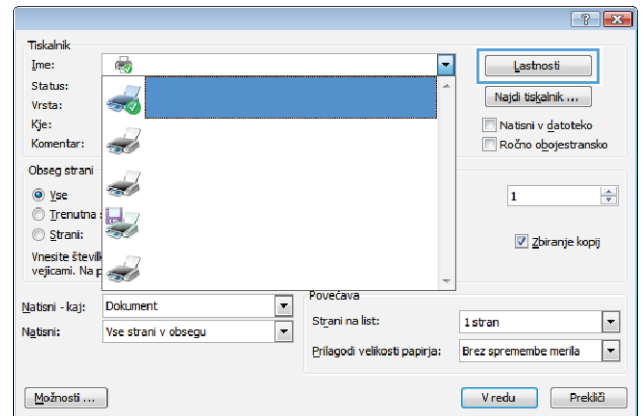 Tiskalnik
Ime:
Lastnosti
Status:
Vrsta:
Najdi tiskalnik ...
Kje:
Natisni v datoteko
Komentar:
Ročno obojestransko
Obseg strani
Vse
1
Trenutna
Strani:
Zbiranje kopij
Vnesite števil
vejicami. Na p
Natisni - kaj: Dokument
Natisni: Vse strani v obsegu
Povečava
Strani na list: 1 stran
Prilagodi velikosti papirja: Brez spremembe merila
Možnosti ...
V redu
Prekliči